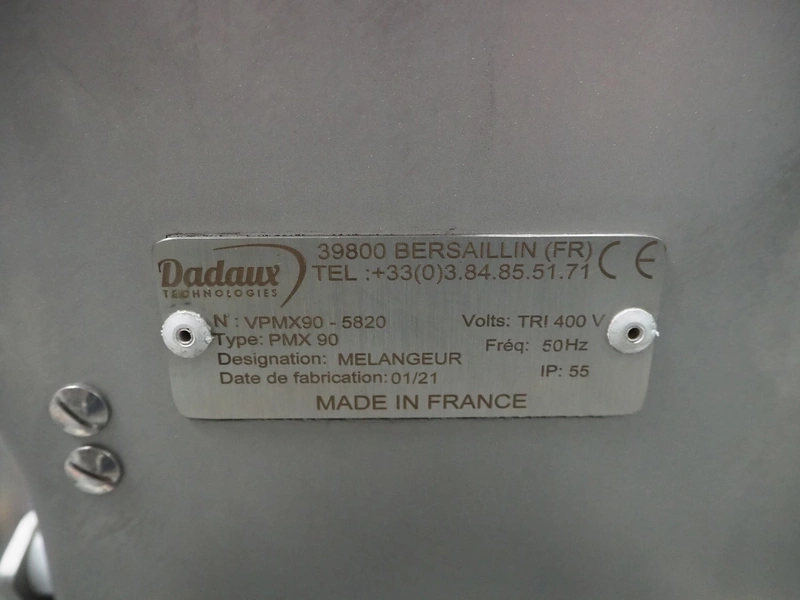 Dadaux
TECHNOLOGIES
39800 BERSAILLIN (FR)
TEL :+33(0)3.84.85.51.71
CE
N : VPMX90 - 5820
Volts: TRI 400 V
Type: PMX 90
Fréq: 50Hz
Designation: MELANGEUR
Date de fabrication: 01/21
IP: 55
MADE IN FRANCE